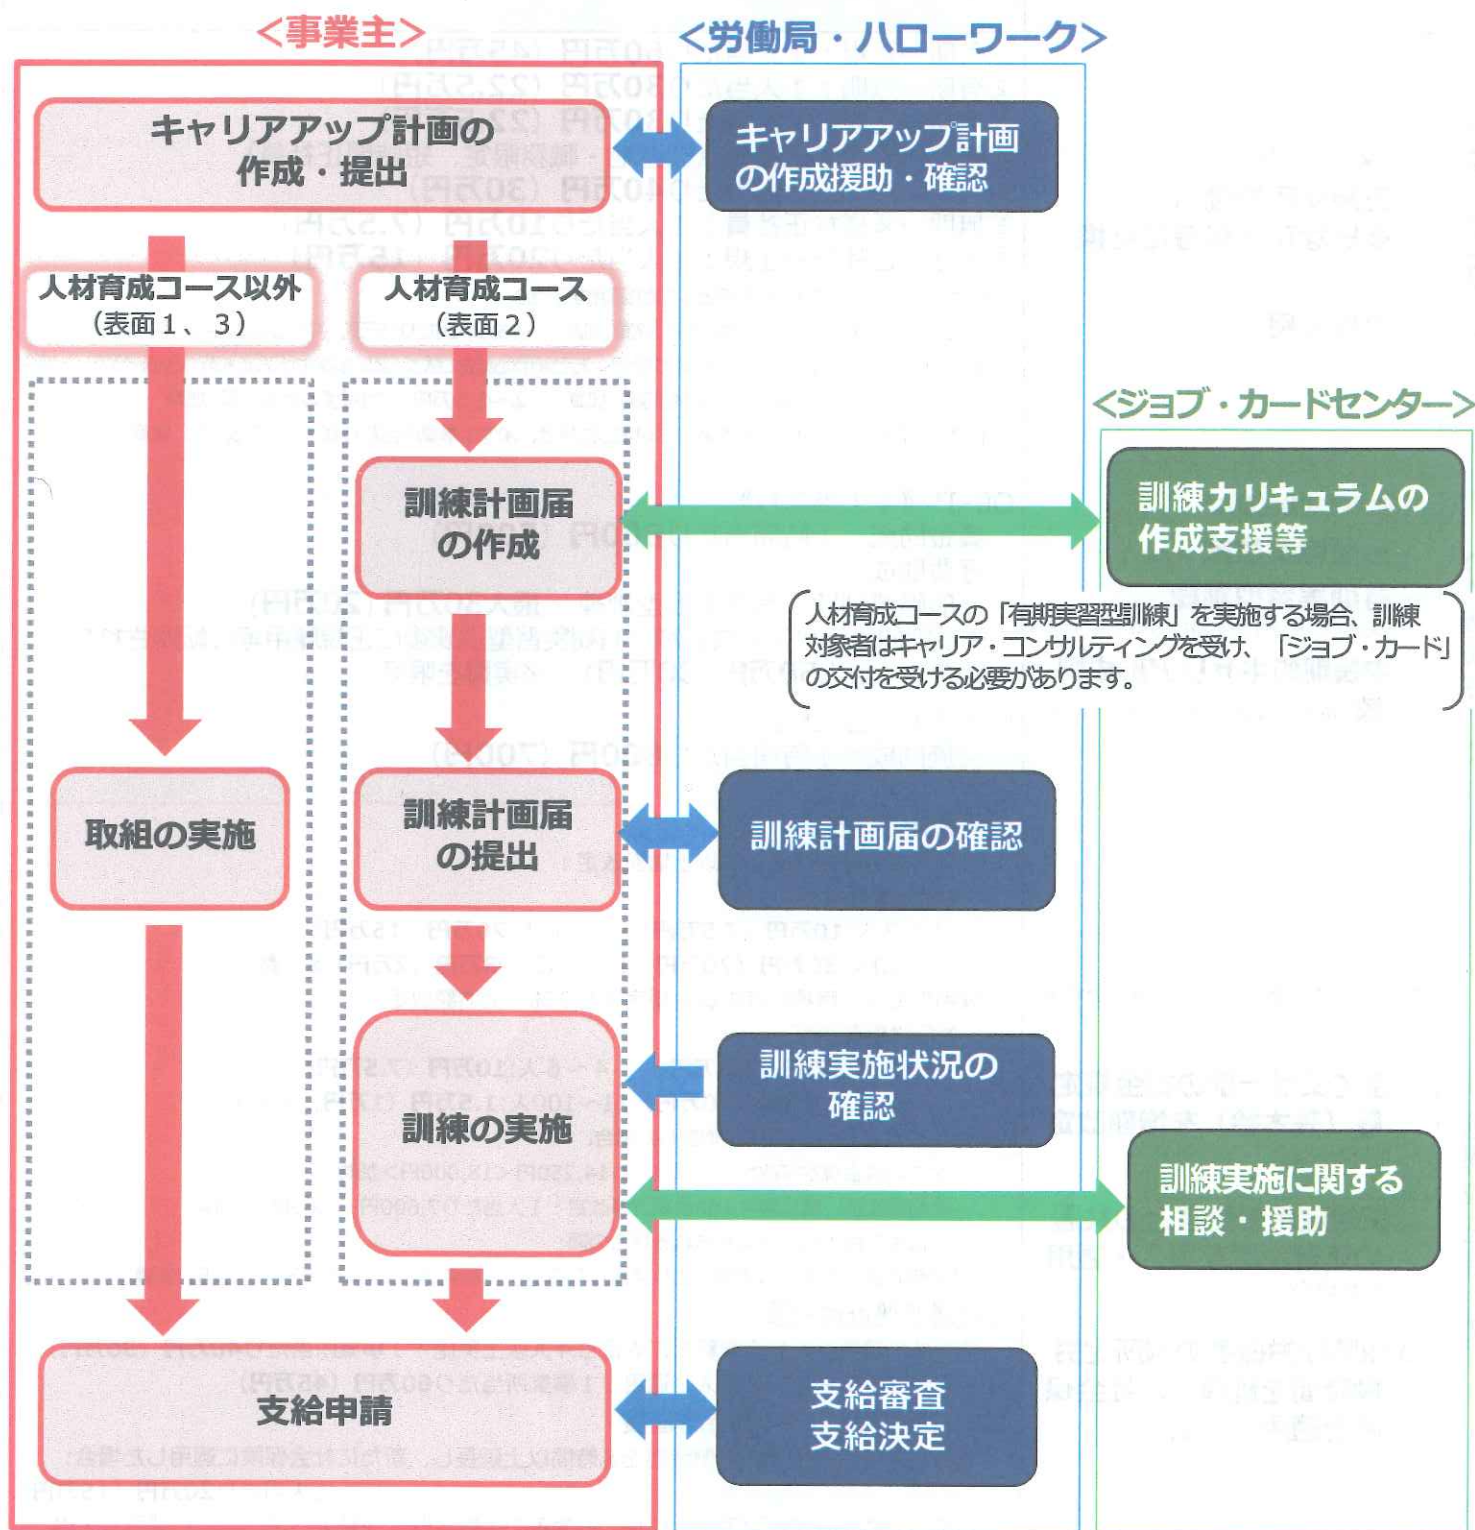 ＜事業主＞
＜労働局・ハローワーク＞
キャリアアップ計画の
作成・提出
キャリアアップ計画
の作成援助・確認
人材育成コース以外
（表面１、３）
人材育成コース
（表面２）
＜ジョブ・カードセンター＞
訓練計画届
の作成
訓練カリキュラムの
作成支援等
人材育成コースの「有期実習型訓練」を実施する場合、訓練
対象者はキャリア・コンサルティングを受け、「ジョブ・カード」
の交付を受ける必要があります。
取組の実施
訓練計画届
の提出
訓練計画届の確認
訓練の実施
訓練実施状況の
確認
訓練実施に関する
相談・援助
支給申請
支給審査
支給決定